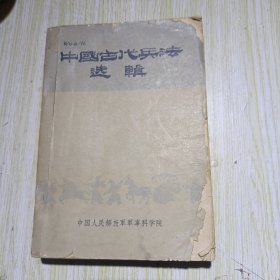 中國古代兵法
选輯
中国人民解放军军事科学院